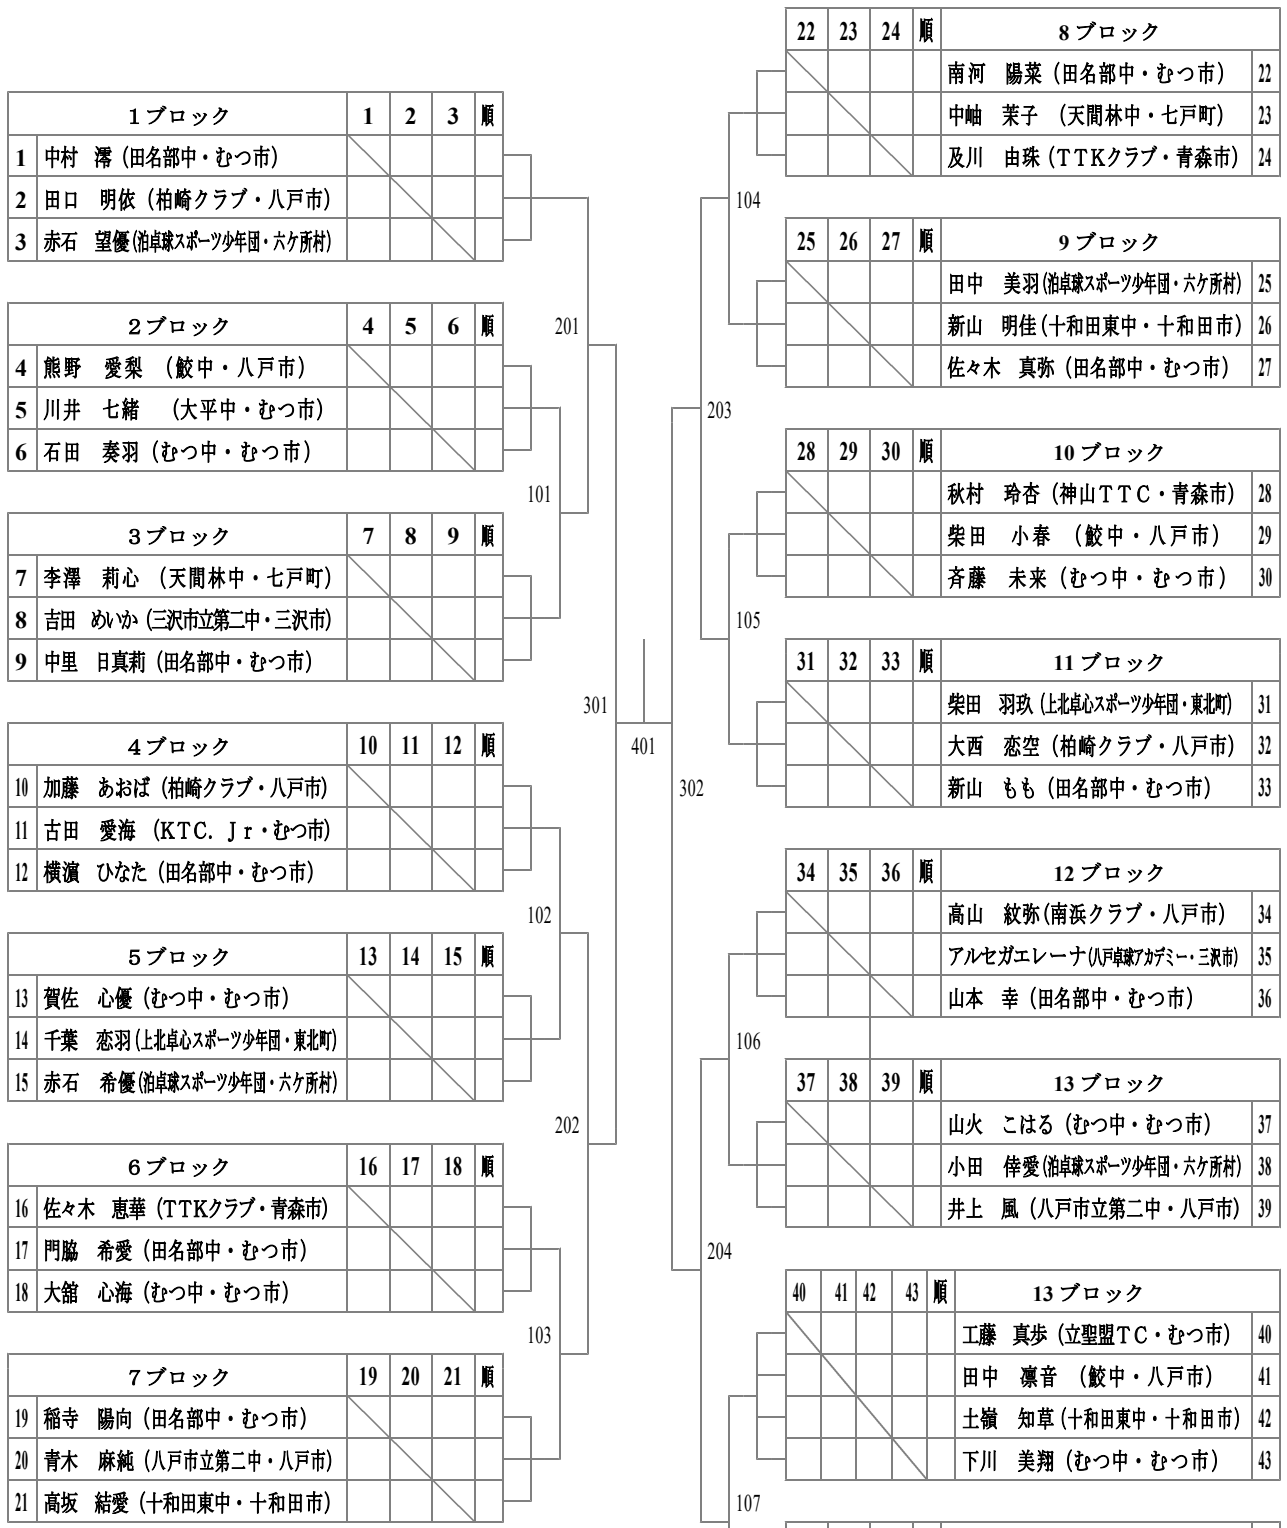 1ブロック 1 2 3 順
1 中村 澪（田名部中・むつ市）
2 田口 明依（柏崎クラブ・八戸市）
3 赤石 望優（泊卓球スポーツ少年団・六ケ所村）
2ブロック 4 5 6 順
4 熊野 愛梨 （鮫中・八戸市）
5 川井 七緒 （大平中・むつ市）
6 石田 奏羽（むつ中・むつ市）
3ブロック 7 8 9 順
7 李澤 莉心 （天間林中・七戸町）
8 吉田 めいか（三沢市立第二中・三沢市）
9 中里 日真莉（田名部中・むつ市）
4ブロック 10 11 12 順
10 加藤 あおば（柏崎クラブ・八戸市）
11 古田 愛海 （KTC．Ｊｒ・むつ市）
12 横濵 ひなた（田名部中・むつ市）
5ブロック 13 14 15 順
13 賀佐 心優（むつ中・むつ市）
14 千葉 恋羽（上北卓心スポーツ少年団・東北町）
15 赤石 希優（泊卓球スポーツ少年団・六ケ所村）
6ブロック 16 17 18 順
16 佐々木 恵華（TTKクラブ・青森市）
17 門脇 希愛（田名部中・むつ市）
18 大舘 心海（むつ中・むつ市）
7ブロック 19 20 21 順
19 稲寺 陽向（田名部中・むつ市）
20 青木 麻純（八戸市立第二中・八戸市）
21 高坂 結愛（十和田東中・十和田市）
201
101
301
102
202
103
401
302
104
203
105
106
204
107
22 23 24 順 8ブロック
南河 陽菜（田名部中・むつ市） 22
中岫 茉子 （天間林中・七戸町） 23
及川 由珠（TTKクラブ・青森市） 24
25 26 27 順 9ブロック
田中 美羽（泊卓球スポーツ少年団・六ケ所村） 25
新山 明佳（十和田東中・十和田市） 26
佐々木 真弥（田名部中・むつ市） 27
28 29 30 順 10ブロック
秋村 玲杏（神山ＴＴＣ・青森市） 28
柴田 小春 （鮫中・八戸市） 29
斉藤 未来（むつ中・むつ市） 30
31 32 33 順 11ブロック
柴田 羽玖（上北卓心スポーツ少年団・東北町） 31
大西 恋空（柏崎クラブ・八戸市） 32
新山 もも（田名部中・むつ市） 33
34 35 36 順 12ブロック
高山 紋弥（南浜クラブ・八戸市） 34
アルセガエレーナ（八戸卓球アカデミー・三沢市） 35
山本 幸（田名部中・むつ市） 36
37 38 39 順 13ブロック
山火 こはる（むつ中・むつ市） 37
小田 倖愛（泊卓球スポーツ少年団・六ケ所村） 38
井上 風（八戸市立第二中・八戸市） 39
40 41 42 43 順 13ブロック
工藤 真歩（立聖盟ＴＣ・むつ市） 40
田中 凛音 （鮫中・八戸市） 41
土嶺 知草（十和田東中・十和田市） 42
下川 美翔（むつ中・むつ市） 43